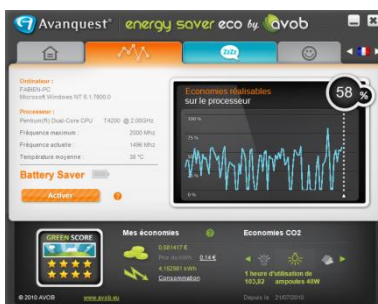 Avanquest® energy saver eco by avob
zzZZ
Ordinateur :
FABIEN-PC
Microsoft Windows NT 6.1.7600.0
Processeur :
Pentium(R) Dual-Core CPU T4200 @ 2.00GHz
Fréquence maximum : 2000 Mhz
Fréquence actuelle : 1496 Mhz
Température moyenne : 38 °C
Battery Saver
Activer
Economies réalisables
sur le processeur
58 %
100%
75%
50%
25%
0%
GREEN SCORE
Mes économies
0,581417 €
Prix du kWh : 0,14 €
4,152981 kWh
Consommation
Economies CO2
1 heure d'utilisation de
103,82 ampoules 40W
© 2010 AVOB www.avob.eu
Depuis le 21/07/2010